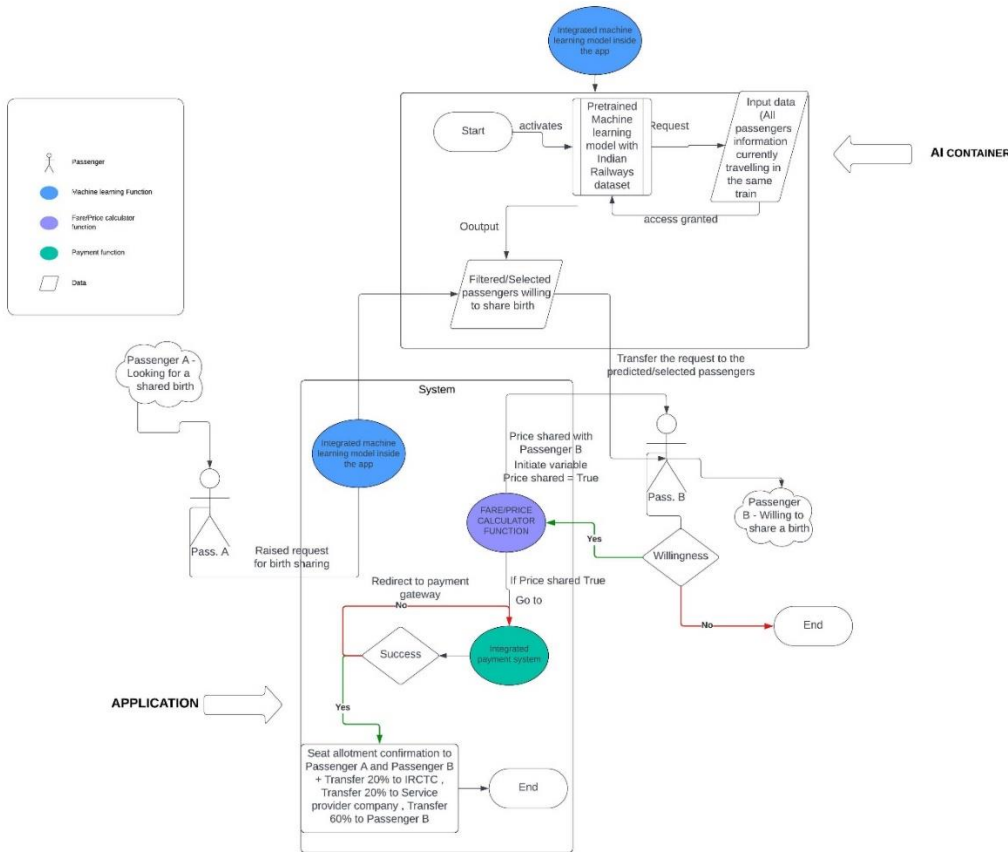 Integrated machine
learning model inside
the app
Start
activates
Pretrained
Machine
learning
model with
Indian
Railways
dataset
Request
Input data
(All
passengers
information
currently
travelling in
the same
train
AI CONTAINER
access granted
Ooutput
Filtered/Selected
passengers willing
to share birth
Passenger
Machine learning Function
Fare/Price calculator
function
Payment function
Data
Passenger A -
Looking for a
shared birth
Transfer the request to the
predicted/selected passengers
System
Integrated machine
learning model inside
the app
Price shared with
Passenger B
Initiate variable
Price shared = True
Pass. B
Passenger
B - Willing to
share a birth
FARE/PRICE
CALCULATOR
FUNCTION
Yes
Willingness
No
End
Pass. A
Raised request
for birth sharing
If Price shared True
Go to
Redirect to payment
gateway
No
Success
Integrated
payment system
APPLICATION
Yes
Seat allotment confirmation to
Passenger A and Passenger B
+ Transfer 20% to IRCTC ,
Transfer 20% to Service
provider company , Transfer
60% to Passenger B
End